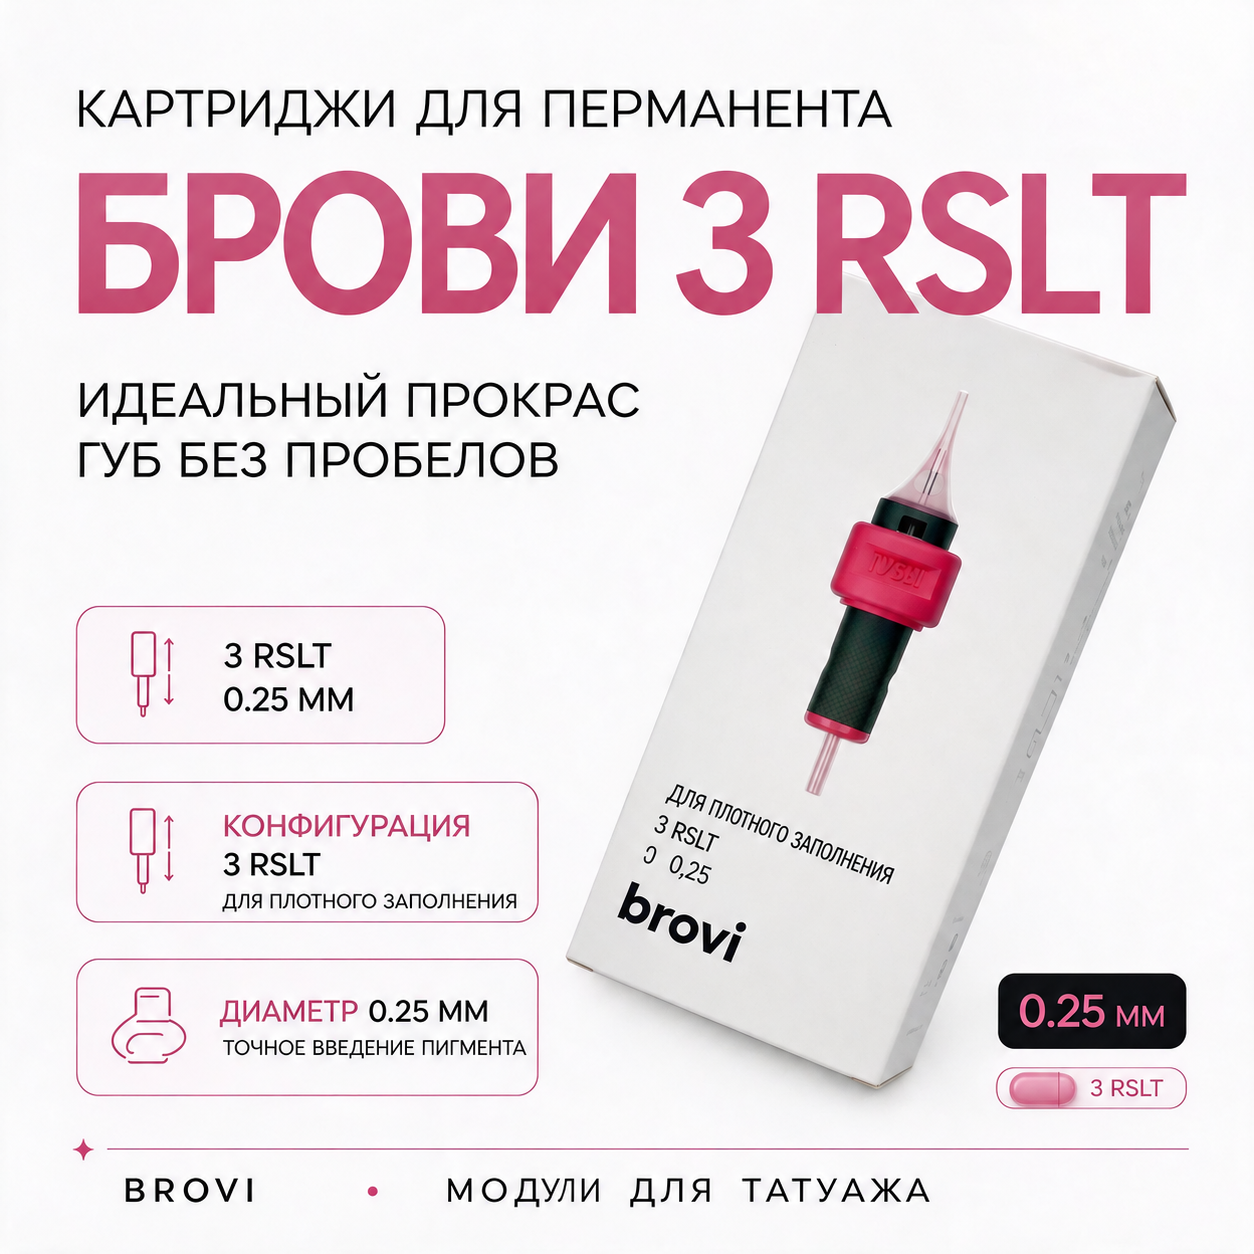 КАРТРИДЖИ ДЛЯ ПЕРМАНЕНТА
БРОВИ 3 RSLT
ИДЕАЛЬНЫЙ ПРОКРАС
ГУБ БЕЗ ПРОБЕЛОВ
3 RSLT
0.25 ММ
КОНФИГУРАЦИЯ
3 RSLT
ДЛЯ ПЛОТНОГО ЗАПОЛНЕНИЯ
ДИАМЕТР 0.25 ММ
ТОЧНОЕ ВВЕДЕНИЕ ПИГМЕНТА
ДЛЯ ПЛОТНОГО ЗАПОЛНЕНИЯ
3 RSLT
0,25
brovi
0.25 ММ
3 RSLT
BROVI • МОДУЛИ ДЛЯ ТАТУАЖА